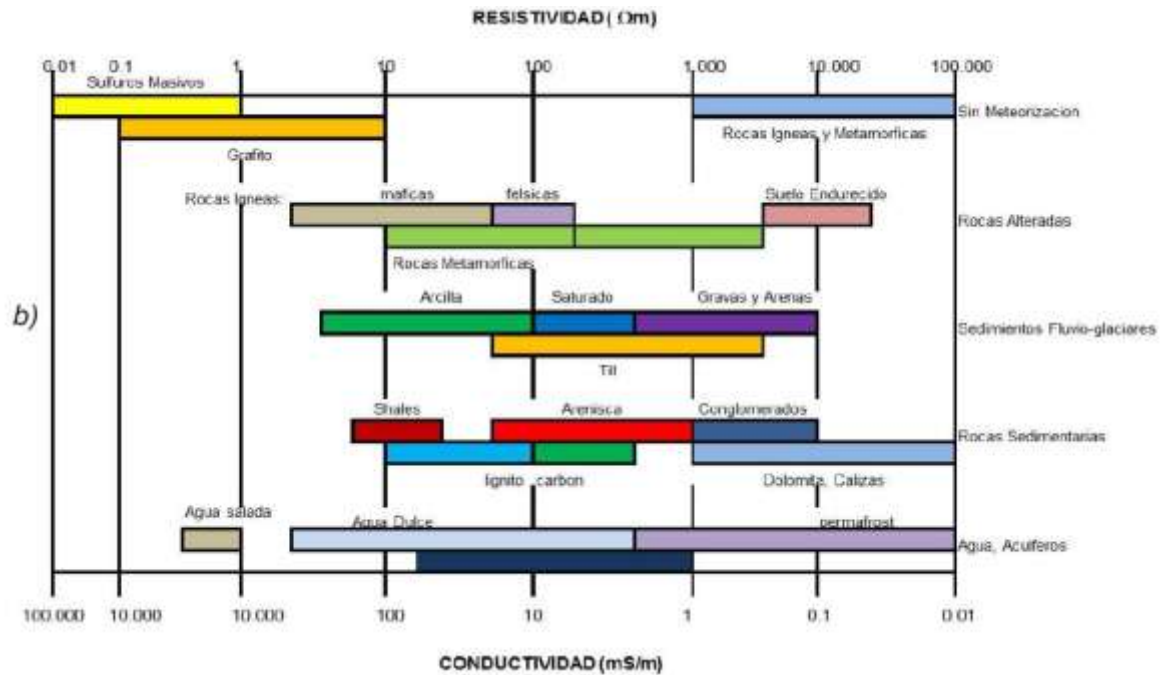 RESISTIVIDAD ( Ωm)
0.01 0.1 1 10 100 1.000 10.000 100.000
Sulfuros Masivos
Sin Meteorizacion
Rocas Igneas y Metamorficas
Grafito
Rocas Igneas: maficas felsicas Suelo Endurecido
Rocas Alteradas
Rocas Metamorficas
b)
Arcilla Saturado Gravas y Arenas
Sedimientos Fluvio-glaciares
Till
Shales Arenisca Conglomerados
Rocas Sedimentarias
lignito , carbon Dolomita, Calizas
Agua salada
Agua Dulce permafrost
Agua, Acuiferos
100.000 10.000 10.000 100 10 1 0.1 0.01
CONDUCTIVIDAD (mS/m)